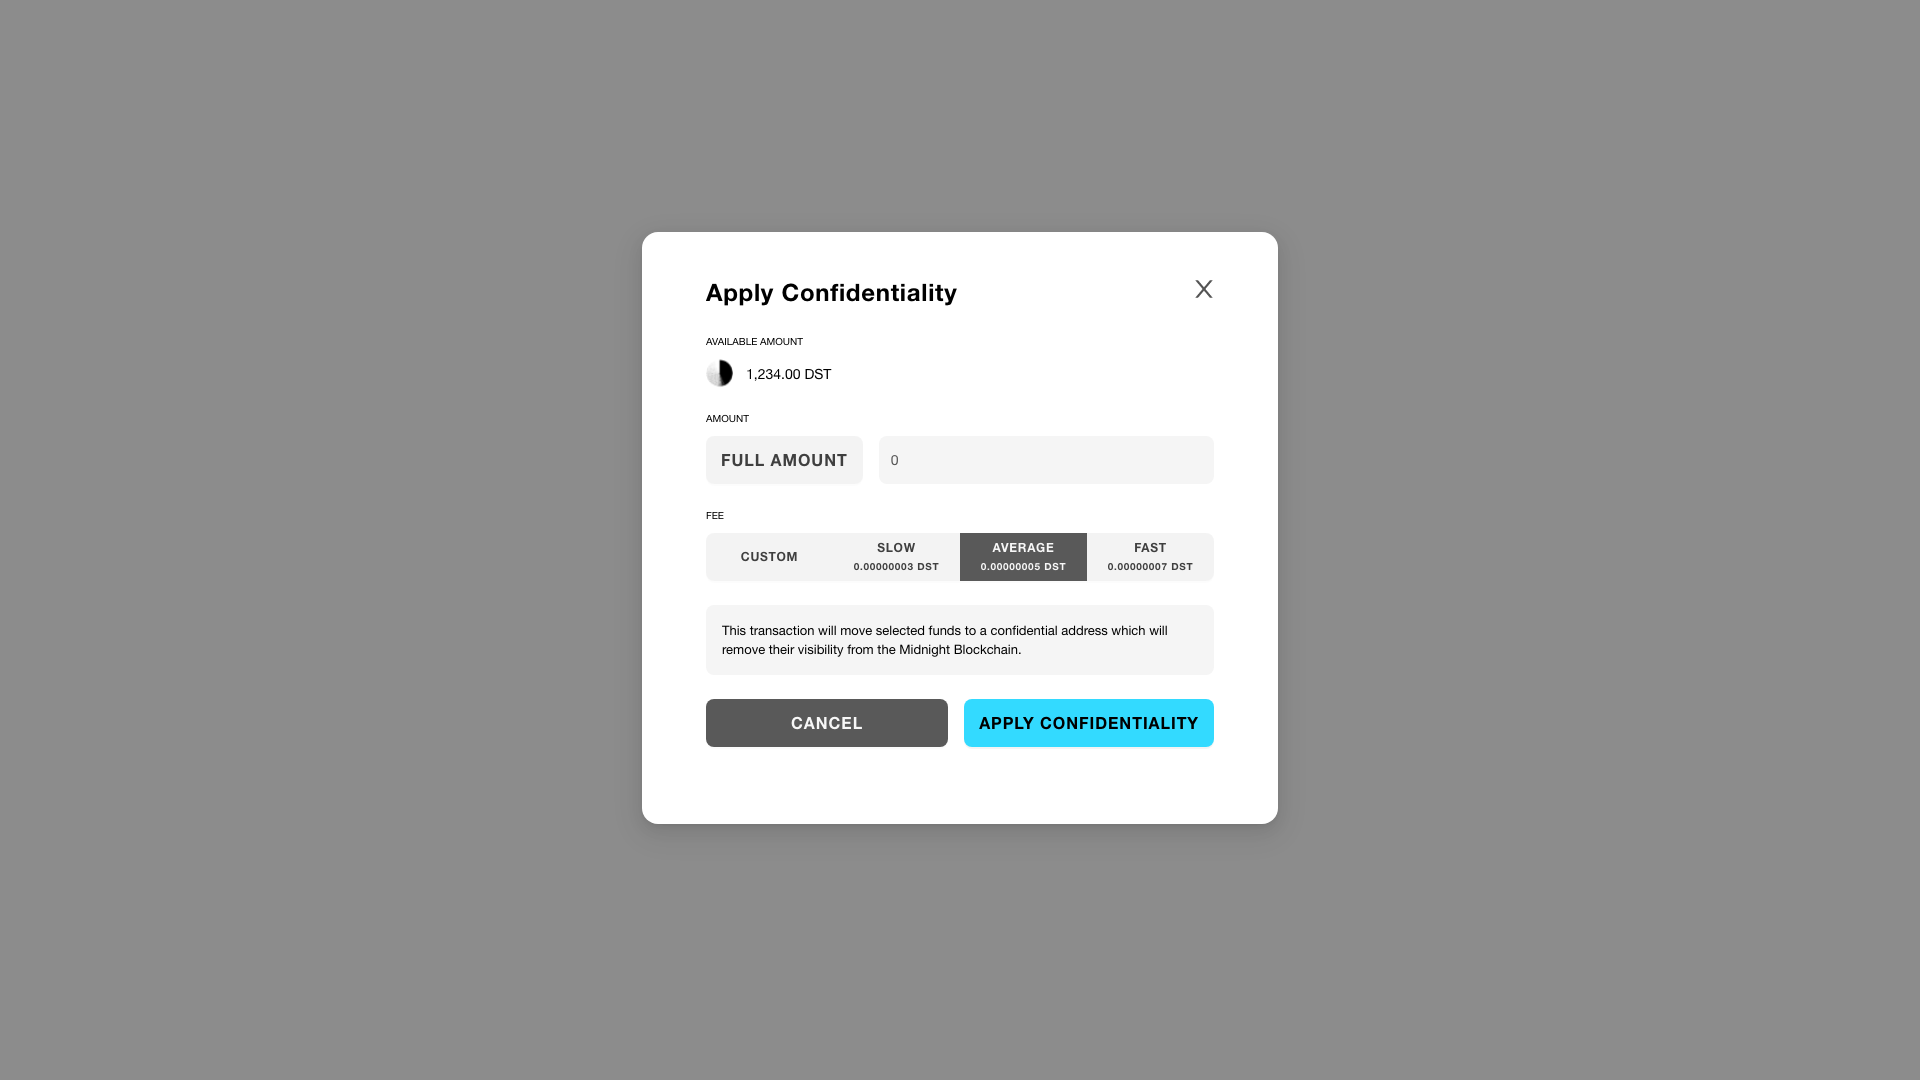 Apply Confidentiality
X
AVAILABLE AMOUNT
1,234.00 DST
AMOUNT
FULL AMOUNT
0
FEE
CUSTOM
SLOW
0.00000003 DST
AVERAGE
0.00000005 DST
FAST
0.00000007 DST
This transaction will move selected funds to a confidential address which will
remove their visibility from the Midnight Blockchain.
CANCEL
APPLY CONFIDENTIALITY